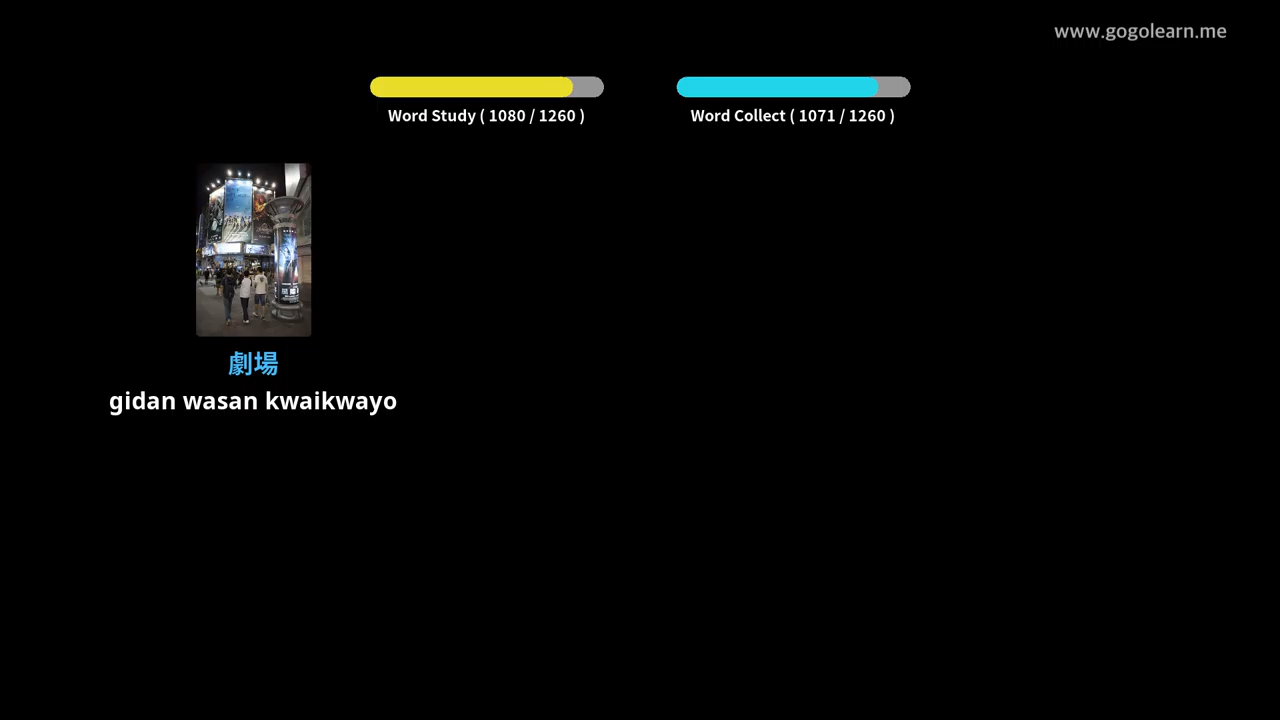 www.gogolearn.me
Word Study ( 1080 / 1260 )
Word Collect ( 1071 / 1260 )
劇場
gidan wasan kwaikwayo